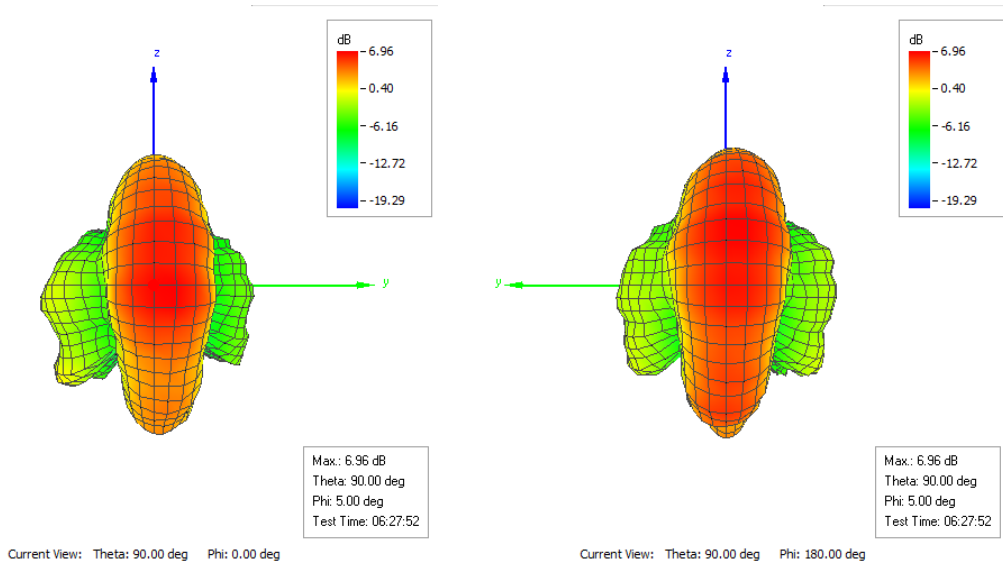 dB
6.96
0.40
-6.16
-12.72
-19.29
z
y
Max.: 6.96 dB
Theta: 90.00 deg
Phi: 5.00 deg
Test Time: 06:27:52
Current View: Theta: 90.00 deg Phi: 0.00 deg
dB
6.96
0.40
-6.16
-12.72
-19.29
z
y
Max.: 6.96 dB
Theta: 90.00 deg
Phi: 5.00 deg
Test Time: 06:27:52
Current View: Theta: 90.00 deg Phi: 180.00 deg